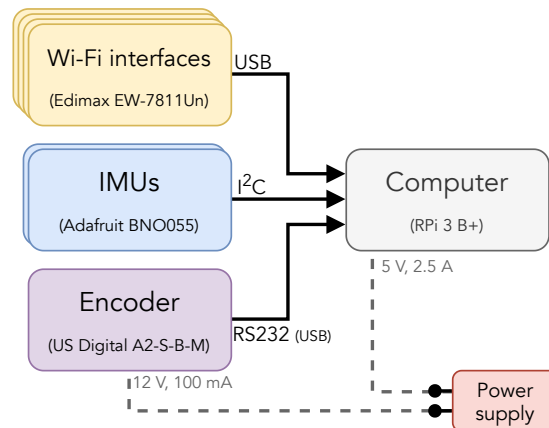 Wi-Fi interfaces
(Edimax EW-7811Un)
USB
IMUs
(Adafruit BNO055)
I²C
Computer
(RPi 3 B+)
Encoder
(US Digital A2-S-B-M)
RS232 (USB)
5 V, 2.5 A
12 V, 100 mA
Power
supply